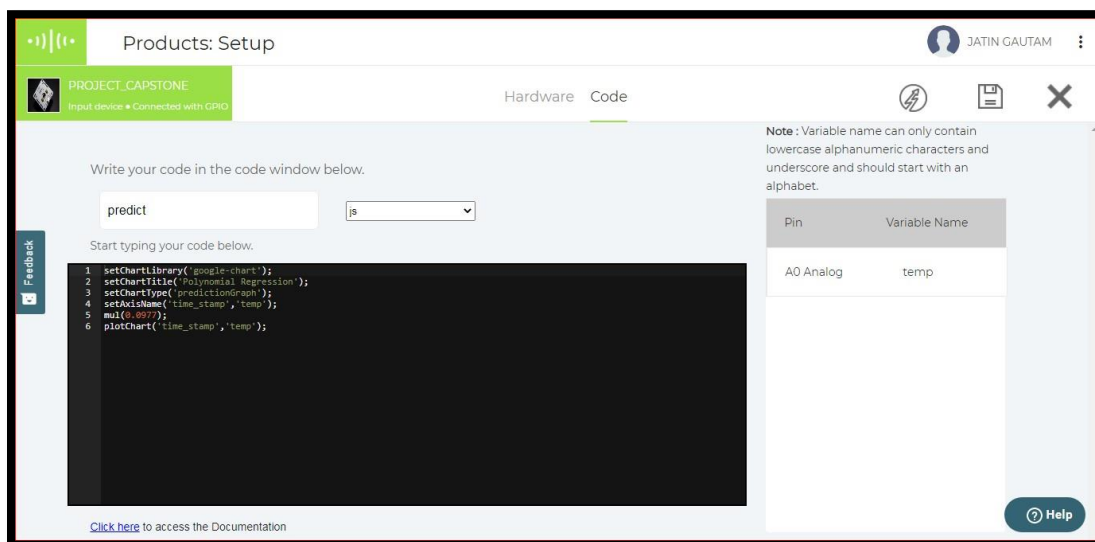 Products: Setup
JATIN GAUTAM
PROJECT_CAPSTONE
Input device • Connected with GPIO
Hardware Code
Note : Variable name can only contain
lowercase alphanumeric characters and
underscore and should start with an
alphabet.
Write your code in the code window below.
predict
js
Pin Variable Name
Start typing your code below.
A0 Analog temp
Feedback
1 setChartLibrary('google-chart');
2 setChartTitle('Polynomial Regression');
3 setChartType('predictionGraph');
4 setAxisName('time_stamp','temp');
5 mul(0.0977);
6 plotChart('time_stamp','temp');
Click here to access the Documentation
Help